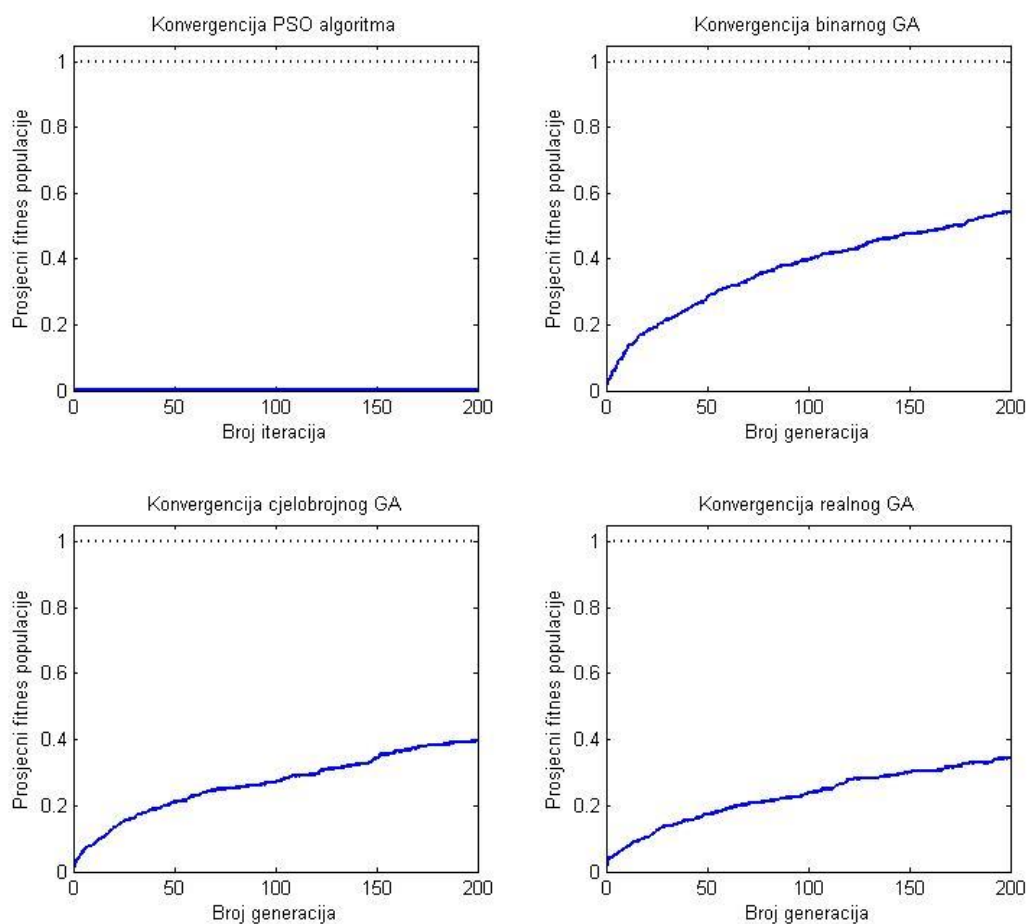 Konvergencija PSO algoritma
Prosjecni fitnes populacije
1
0.8
0.6
0.4
0.2
0
0 50 100 150 200
Broj iteracija
Konvergencija binarnog GA
Prosjecni fitnes populacije
1
0.8
0.6
0.4
0.2
0
0 50 100 150 200
Broj generacija
Konvergencija cjelobrojnog GA
Prosjecni fitnes populacije
1
0.8
0.6
0.4
0.2
0
0 50 100 150 200
Broj generacija
Konvergencija realnog GA
Prosjecni fitnes populacije
1
0.8
0.6
0.4
0.2
0
0 50 100 150 200
Broj generacija